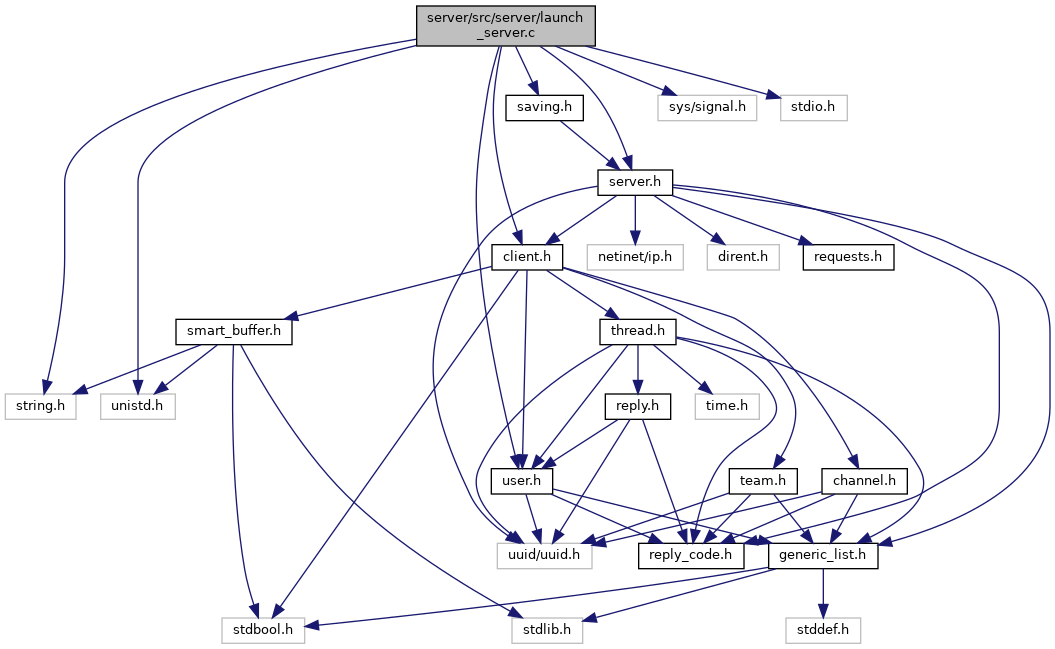 server/src/server/launch
_server.c
saving.h
sys/signal.h
stdio.h
server.h
client.h
netinet/ip.h
dirent.h
requests.h
smart_buffer.h
thread.h
string.h
unistd.h
reply.h
time.h
user.h
team.h
channel.h
uuid/uuid.h
reply_code.h
generic_list.h
stdbool.h
stdlib.h
stddef.h